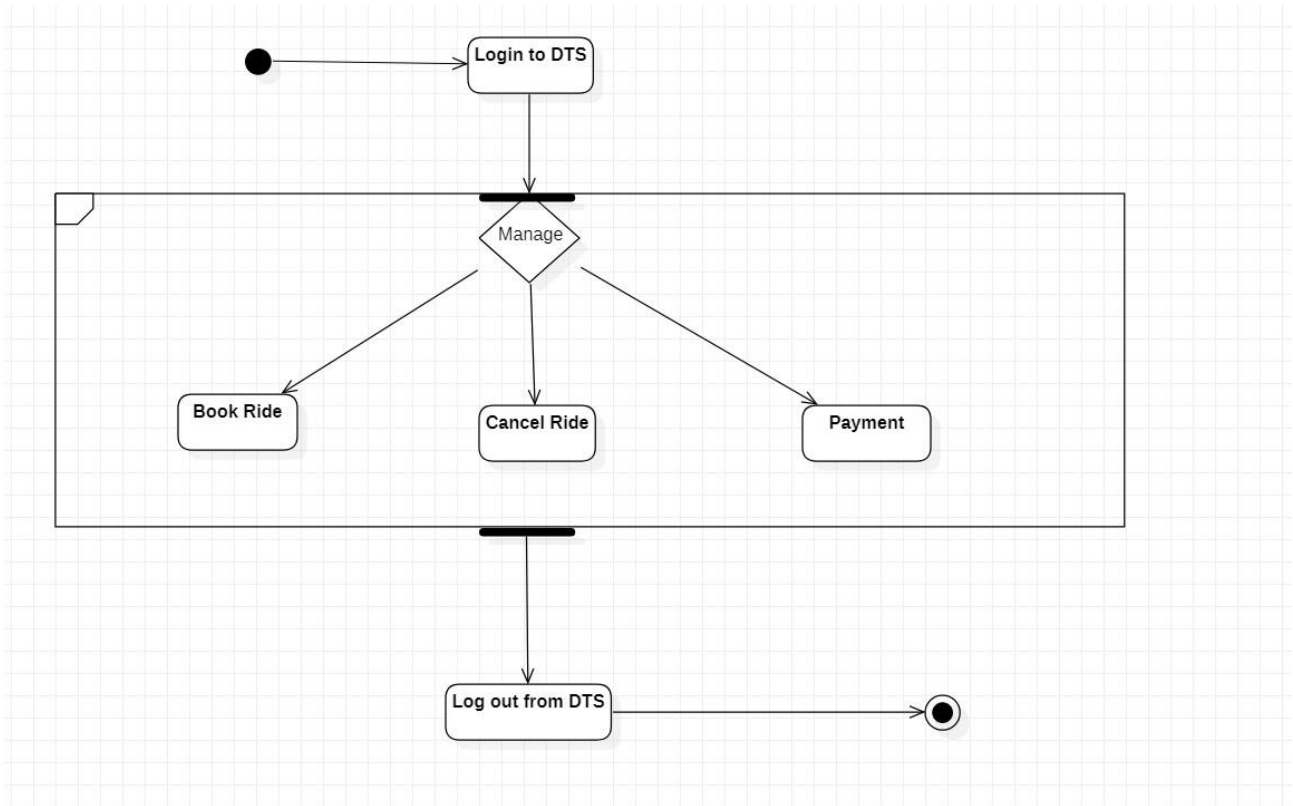 Login to DTS
Manage
Book Ride
Cancel Ride
Payment
Log out from DTS